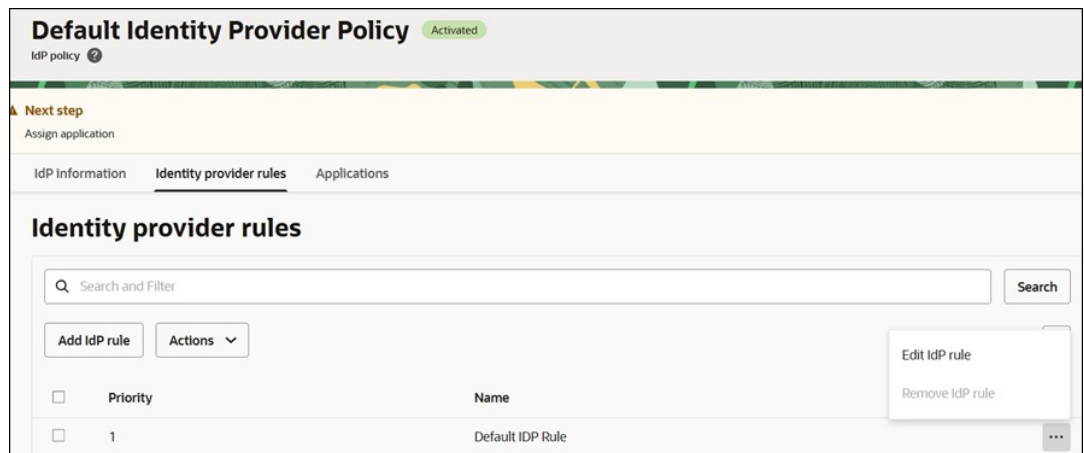 Default Identity Provider Policy Activated
IdP policy ?
Next step
Assign application
IdP information Identity provider rules Applications
Identity provider rules
Search and Filter Search
Add IdP rule Actions
Edit IdP rule
Remove IdP rule
Priority Name
1 Default IDP Rule